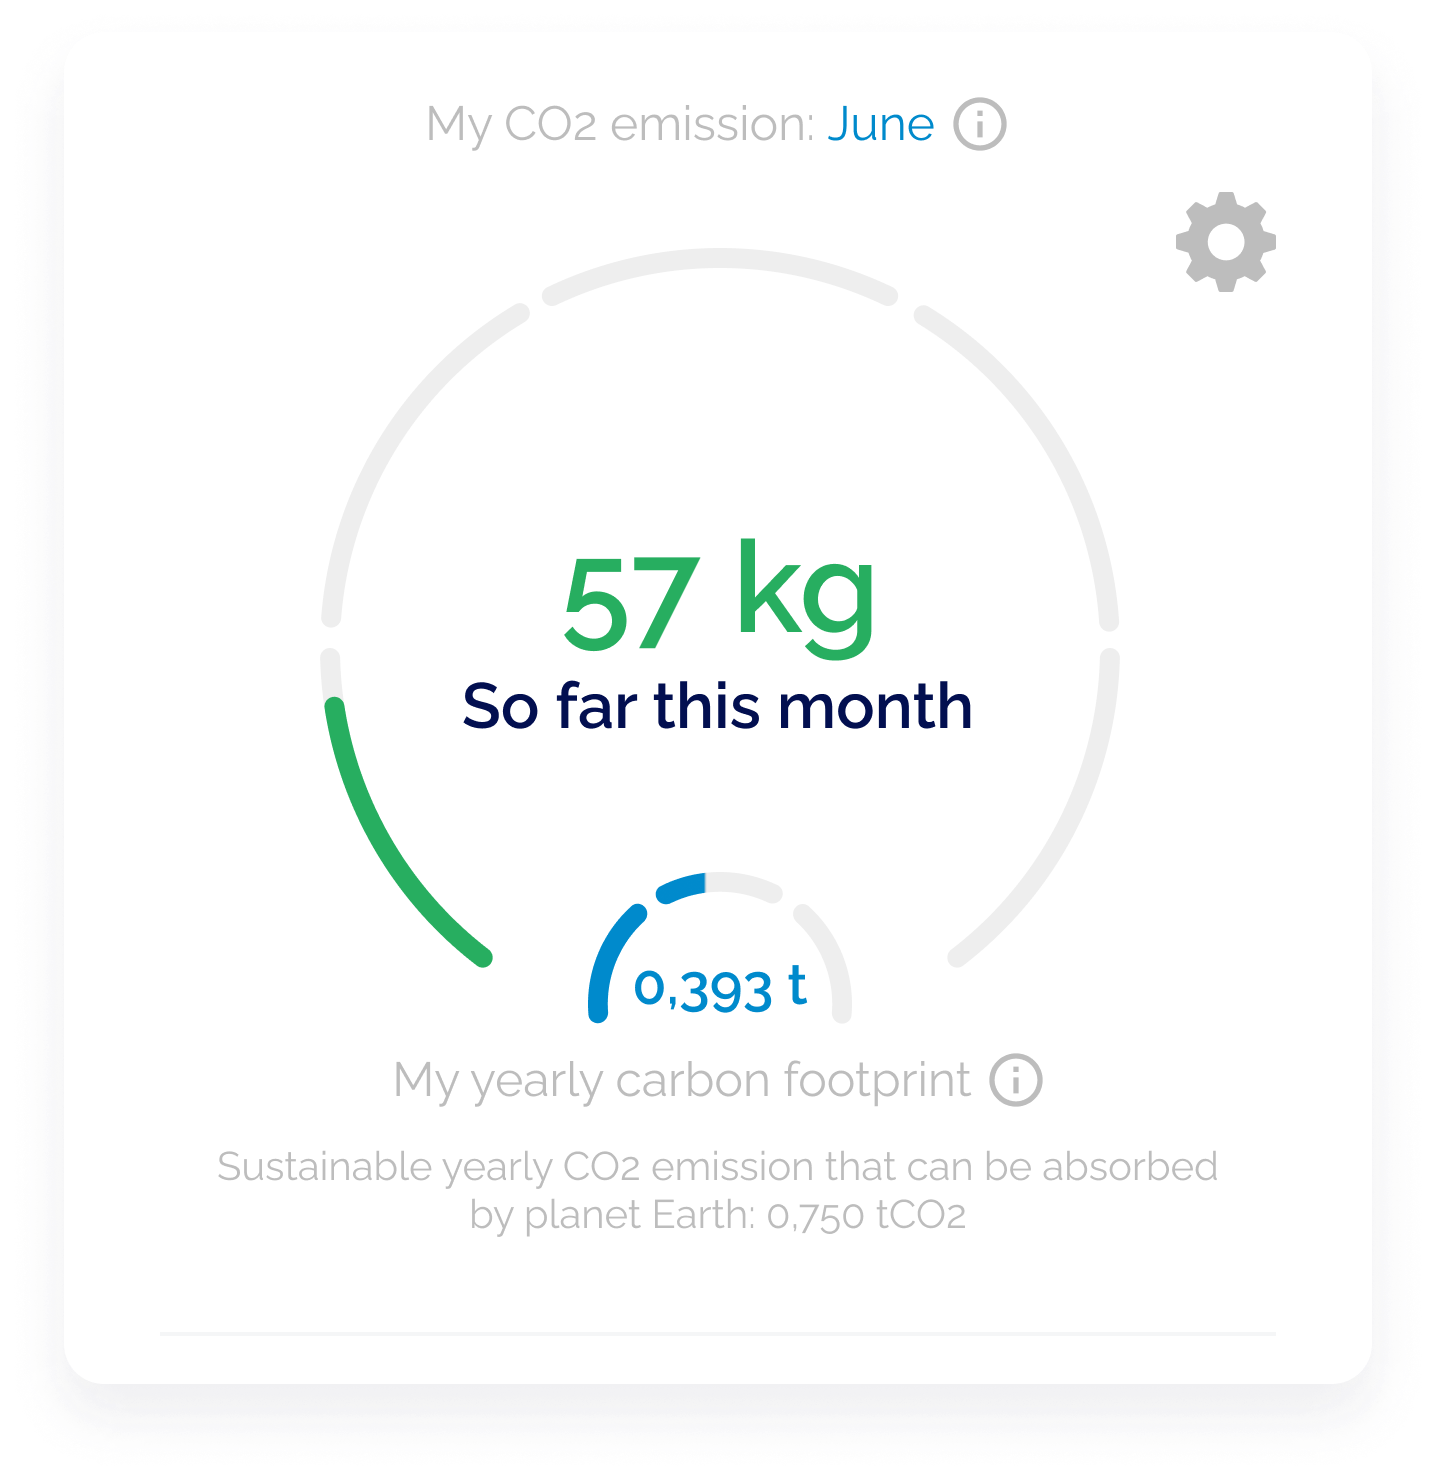 My CO2 emission: June
57 kg
So far this month
0,393 t
My yearly carbon footprint
Sustainable yearly CO2 emission that can be absorbed
by planet Earth: 0,750 tCO2